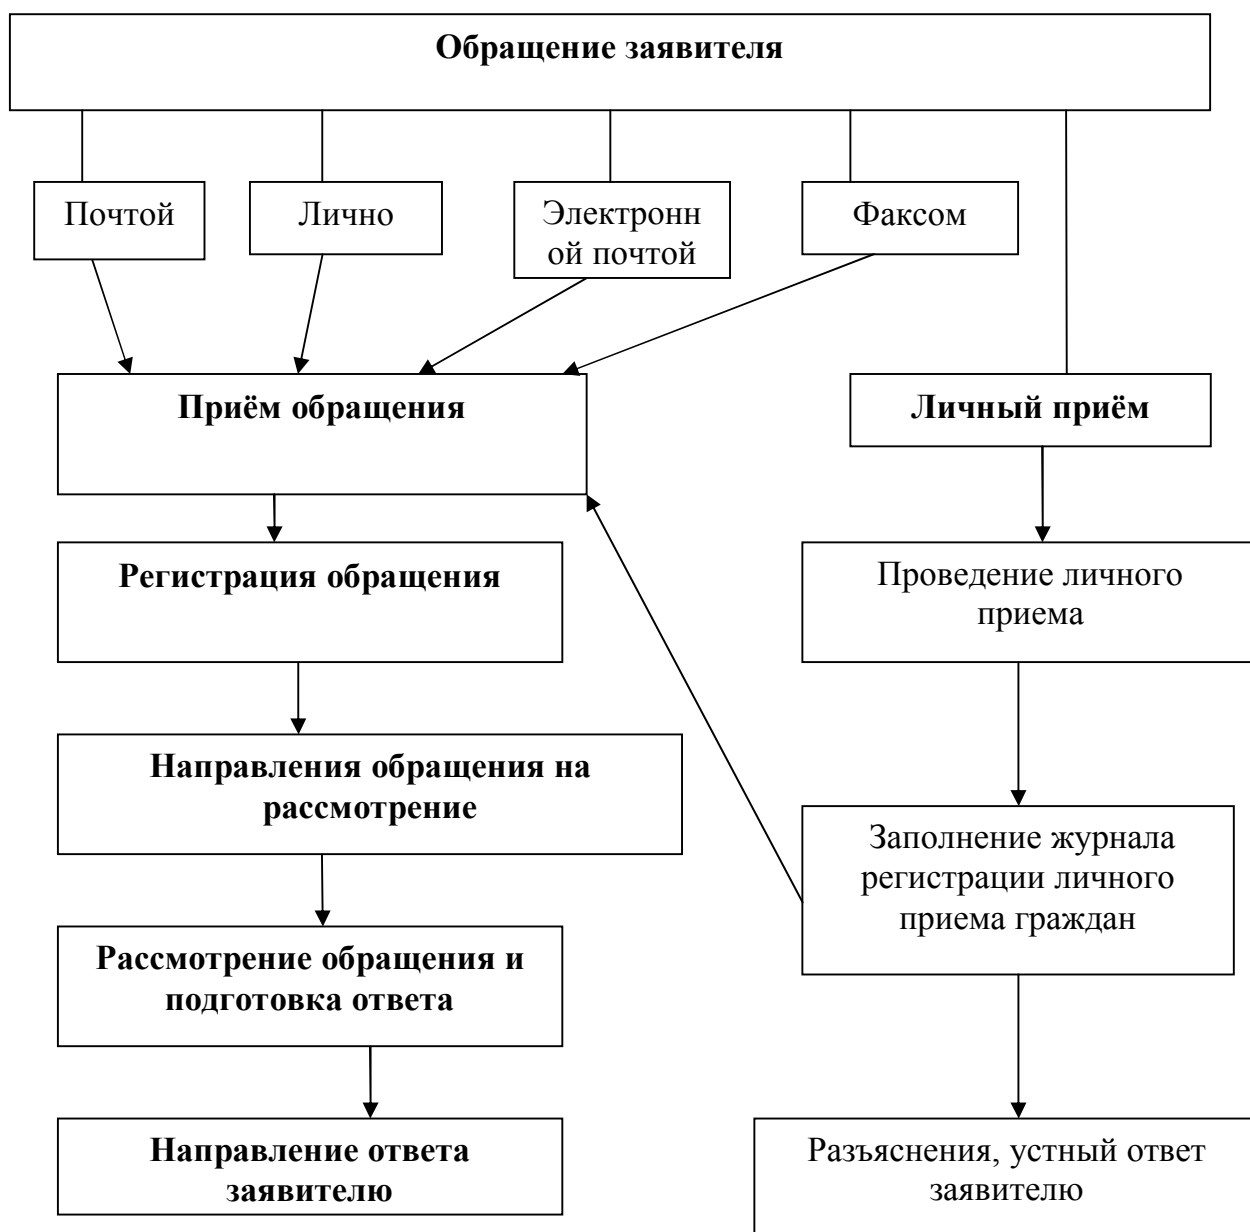 Обращение заявителя
Почтой
Лично
Электронн
ой почтой
Факсом
Приём обращения
Личный приём
Регистрация обращения
Проведение личного
приема
Направления обращения на
рассмотрение
Заполнение журнала
регистрации личного
приема граждан
Рассмотрение обращения и
подготовка ответа
Направление ответа
заявителю
Разъяснения, устный ответ
заявителю